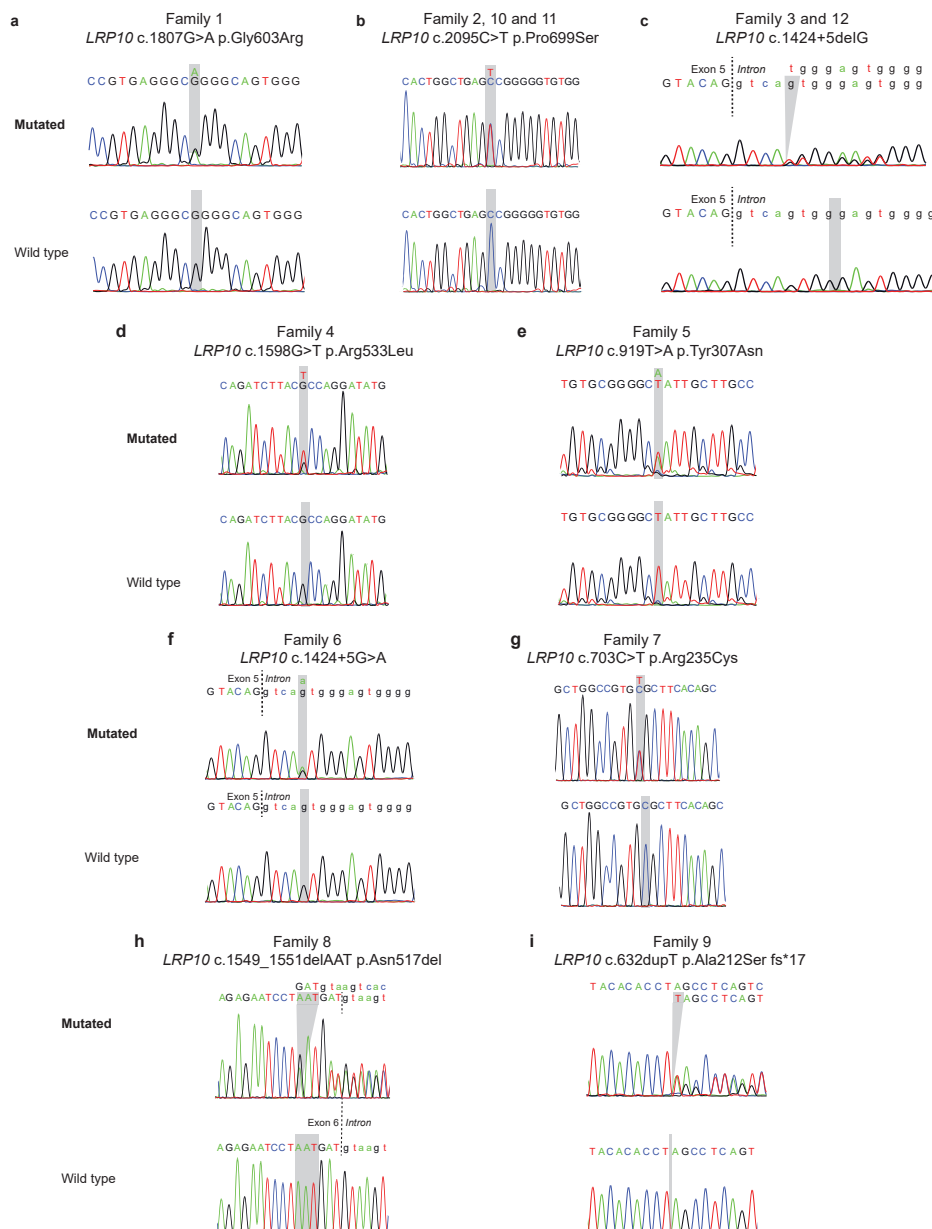 a
Family 1
LRP10 c.1807G>A p.Gly603Arg
A
CCGTGAGGGCGGGGCAGTGGG
Mutated
CCGTGAGGGCGGGGCAGTGGG
Wild type
b
Family 2, 10 and 11
LRP10 c.2095C>T p.Pro699Ser
T
CACTGGCTGAGCCGGGGGTGTGG
CACTGGCTGAGCCGGGGGTGTGG
c
Family 3 and 12
LRP10 c.1424+5delG
Exon 5 Intron
tgggagtgggg
GTACAGgtcagtgggagtggg
Exon 5 Intron
GTACAGgtcagtgggagtgggg
d
Family 4
LRP10 c.1598G>T p.Arg533Leu
T
CAGATCTTACGCCAGGATATG
Mutated
CAGATCTTACGCCAGGATATG
Wild type
e
Family 5
LRP10 c.919T>A p.Tyr307Asn
A
TGTGCGGGGCTATTGCTTGCC
TGTGCGGGGCTATTGCTTGCC
f
Family 6
LRP10 c.1424+5G>A
Exon 5 Intron
a
GTACAGgtcagtgggagtgggg
Mutated
Exon 5 Intron
GTACAGgtcagtgggagtgggg
Wild type
g
Family 7
LRP10 c.703C>T p.Arg235Cys
T
GCTGGCCGTGCGCTTCACAGC
GCTGGCCGTGCGCTTCACAGC
h
Family 8
LRP10 c.1549_1551delAAT p.Asn517del
GATgtaagtcac
AGAGAATCCTAATGATgtaagt
Mutated
Exon 6 Intron
AGAGAATCCTAATGATgtaagt
Wild type
i
Family 9
LRP10 c.632dupT p.Ala212Ser fs*17
TACACACCTAGCCTCAGTC
TAGCCTCAGT
TACACACCTAGCCTCAGT